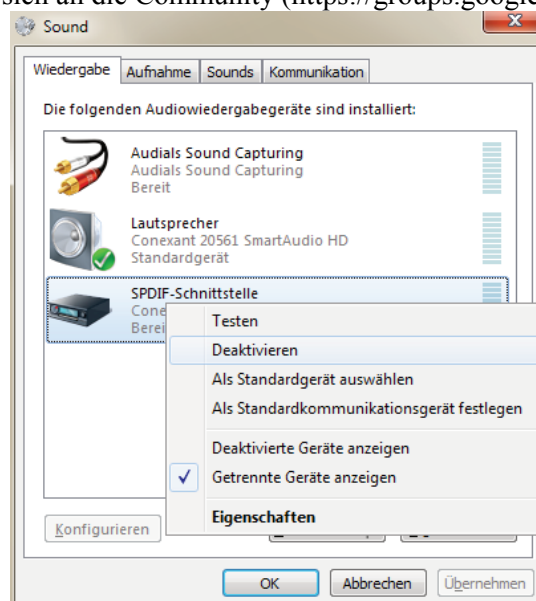 sich an die Community (https://groups.google
Sound
Wiedergabe Aufnahme Sounds Kommunikation
Die folgenden Audiowiedergabegeräte sind installiert:
Audials Sound Capturing
Audials Sound Capturing
Bereit
Lautsprecher
Conexant 20561 SmartAudio HD
Standardgerät
SPDIF-Schnittstelle
Cone
Berei
Testen
Deaktivieren
Als Standardgerät auswählen
Als Standardkommunikationsgerät festlegen
Deaktivierte Geräte anzeigen
Getrennte Geräte anzeigen
Eigenschaften
Konfigurieren
OK Abbrechen Übernehmen